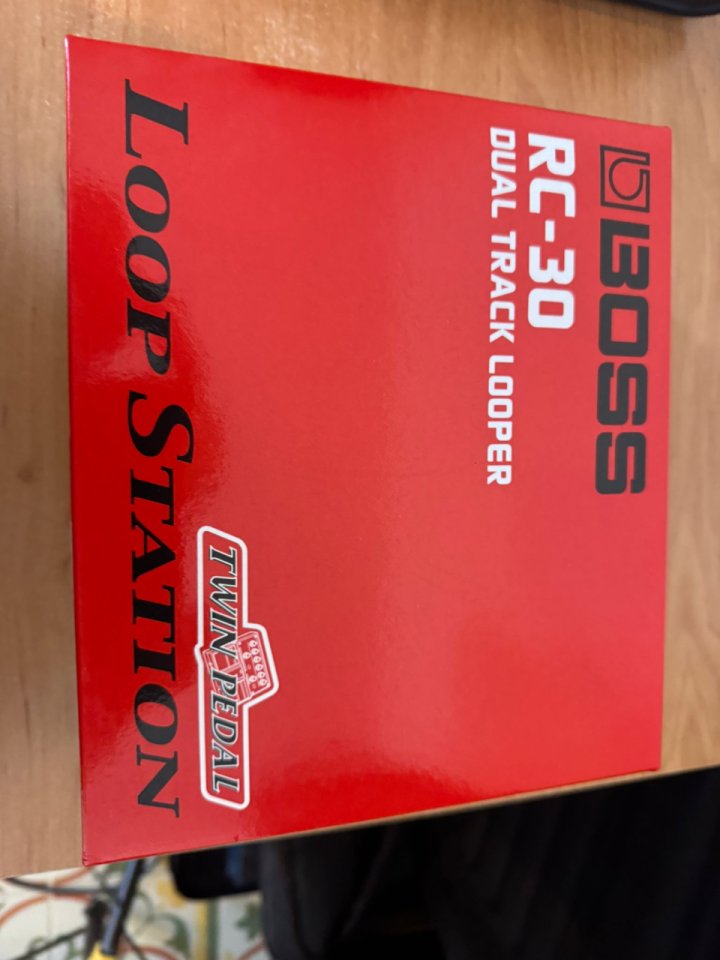 BOSS
RC-30
DUAL TRACK LOOPER
TWIN PEDAL
LOOP STATION